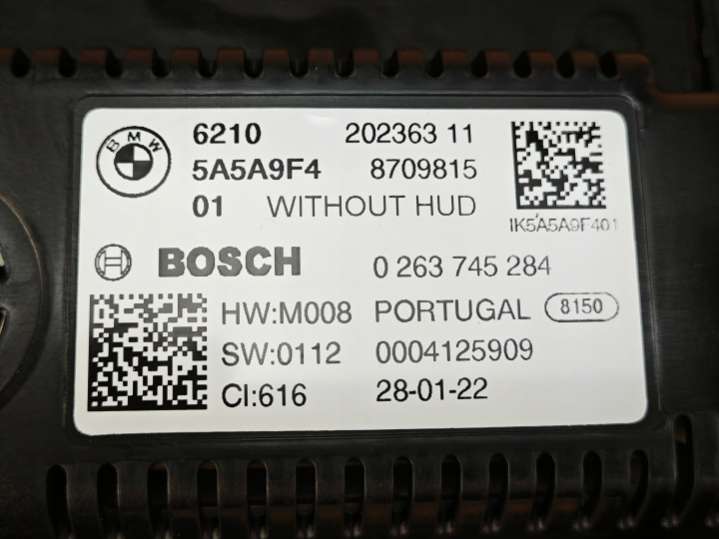 BMW
6210 202363 11
5A5A9F4 8709815
01 WITHOUT HUD
1K5A5A9F401
BOSCH 0 263 745 284
HW:M008 PORTUGAL 8150
SW:0112 0004125909
CI:616 28-01-22